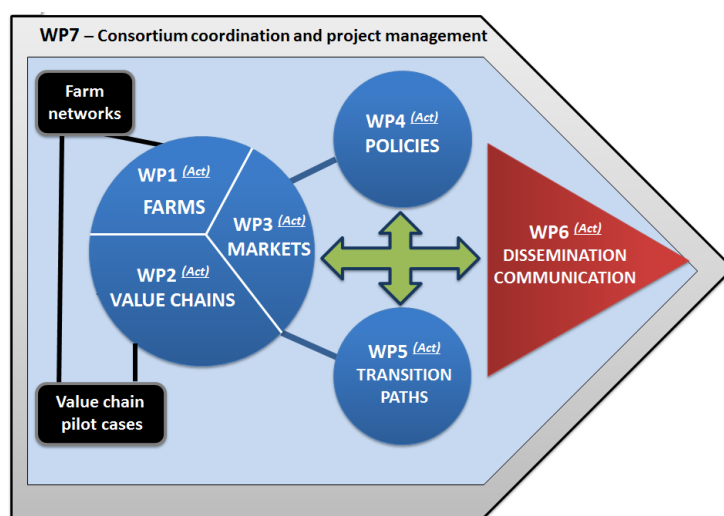 WP7 – Consortium coordination and project management
Farm
networks
WP1 (Act)
FARMS
WP3 (Act)
MARKETS
WP2 (Act)
VALUE CHAINS
WP4 (Act)
POLICIES
WP6 (Act)
DISSEMINATION
COMMUNICATION
WP5 (Act)
TRANSITION
PATHS
Value chain
pilot cases